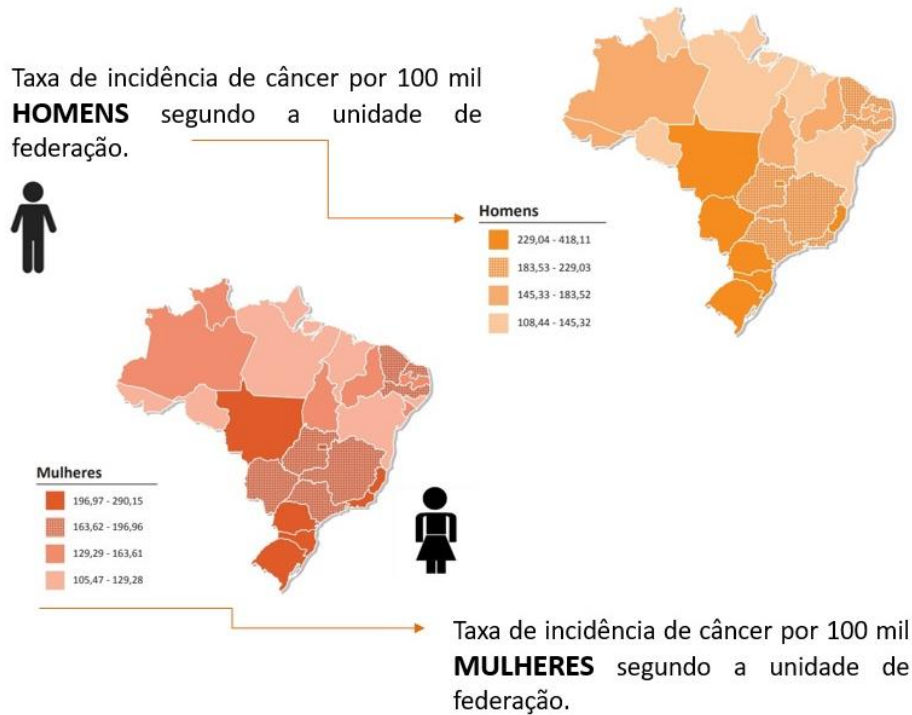 Taxa de incidência de câncer por 100 mil
HOMENS segundo a unidade de
federação.
Homens
229,04 - 418,11
183,53 - 229,03
145,33 - 183,52
108,44 - 145,32
Mulheres
196,97 - 290,15
163,62 - 196,96
129,29 - 163,61
105,47 - 129,28
Taxa de incidência de câncer por 100 mil
MULHERES segundo a unidade de
federação.